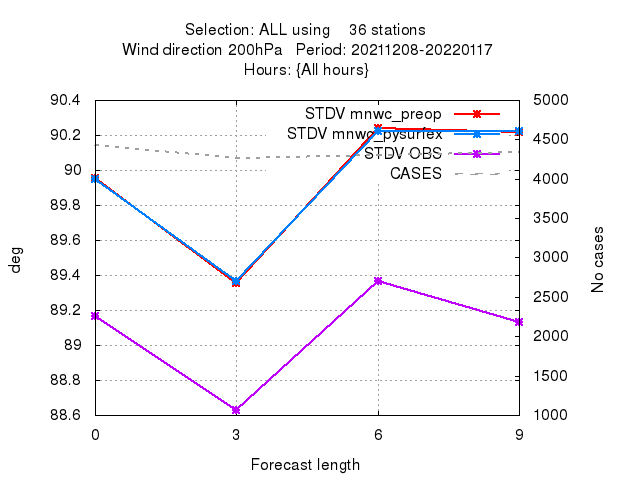 Selection: ALL using 36 stations
Wind direction 200hPa Period: 20211208-20220117
Hours: {All hours}
90.4
90.2
90
89.8
89.6
89.4
89.2
89
88.8
88.6
deg
STDV mnwc_preop
STDV mnwc_pysurfex
STDV OBS
CASES
5000
4500
4000
3500
3000
2500
2000
1500
1000
No cases
0 3 6 9
Forecast length